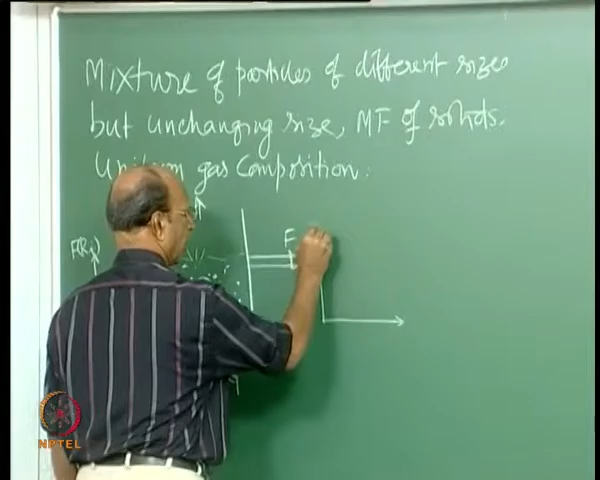 Mixture of particles of different sizes
but unchanging size, MF of solids.
Uniform gas composition.
F(Ri)
F
NPTEL